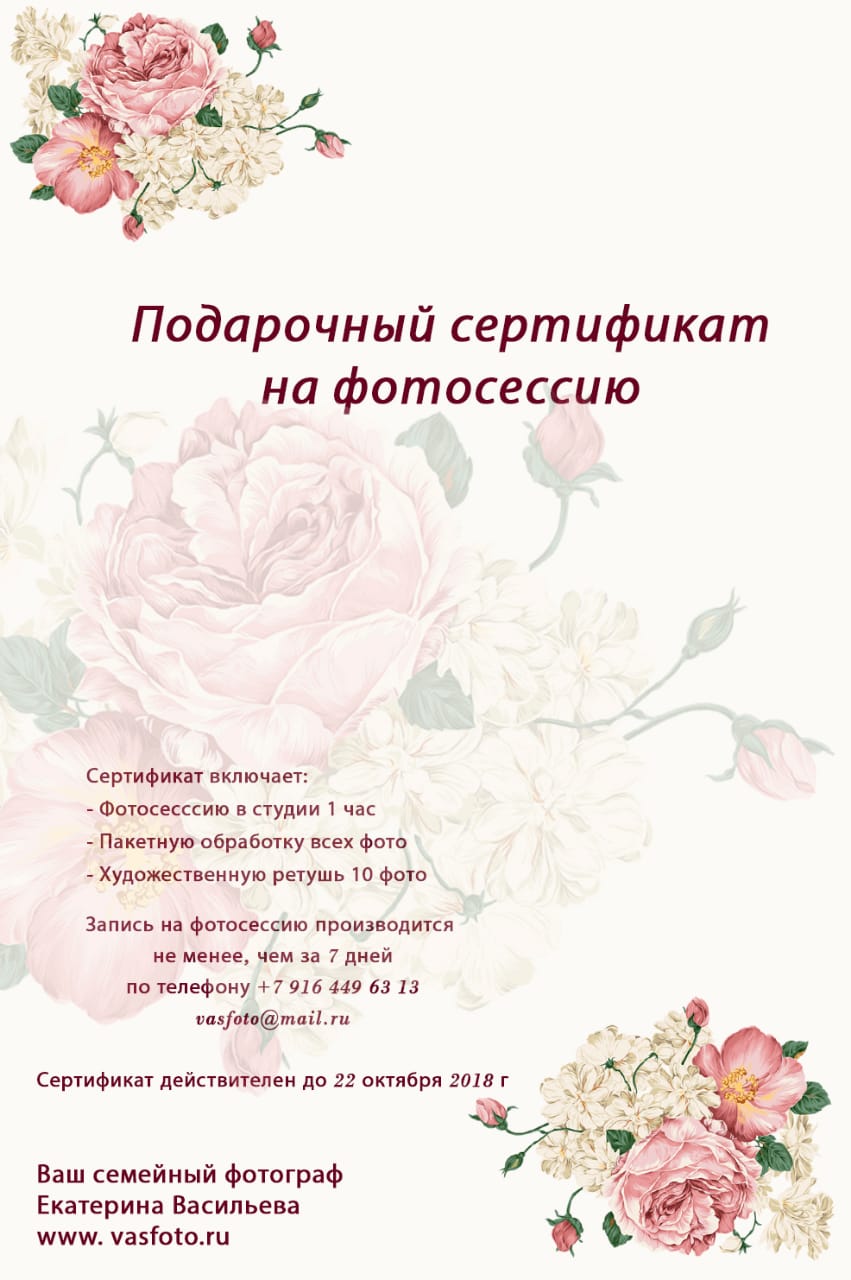 Подарочный сертификат
на фотосессию
Сертификат включает:
- Фотосесссию в студии 1 час
- Пакетную обработку всех фото
- Художественную ретушь 10 фото
Запись на фотосессию производится
не менее, чем за 7 дней
по телефону +7 916 449 63 13
vasfoto@mail.ru
Сертификат действителен до 22 октября 2018 г
Ваш семейный фотограф
Екатерина Васильева
www. vasfoto.ru